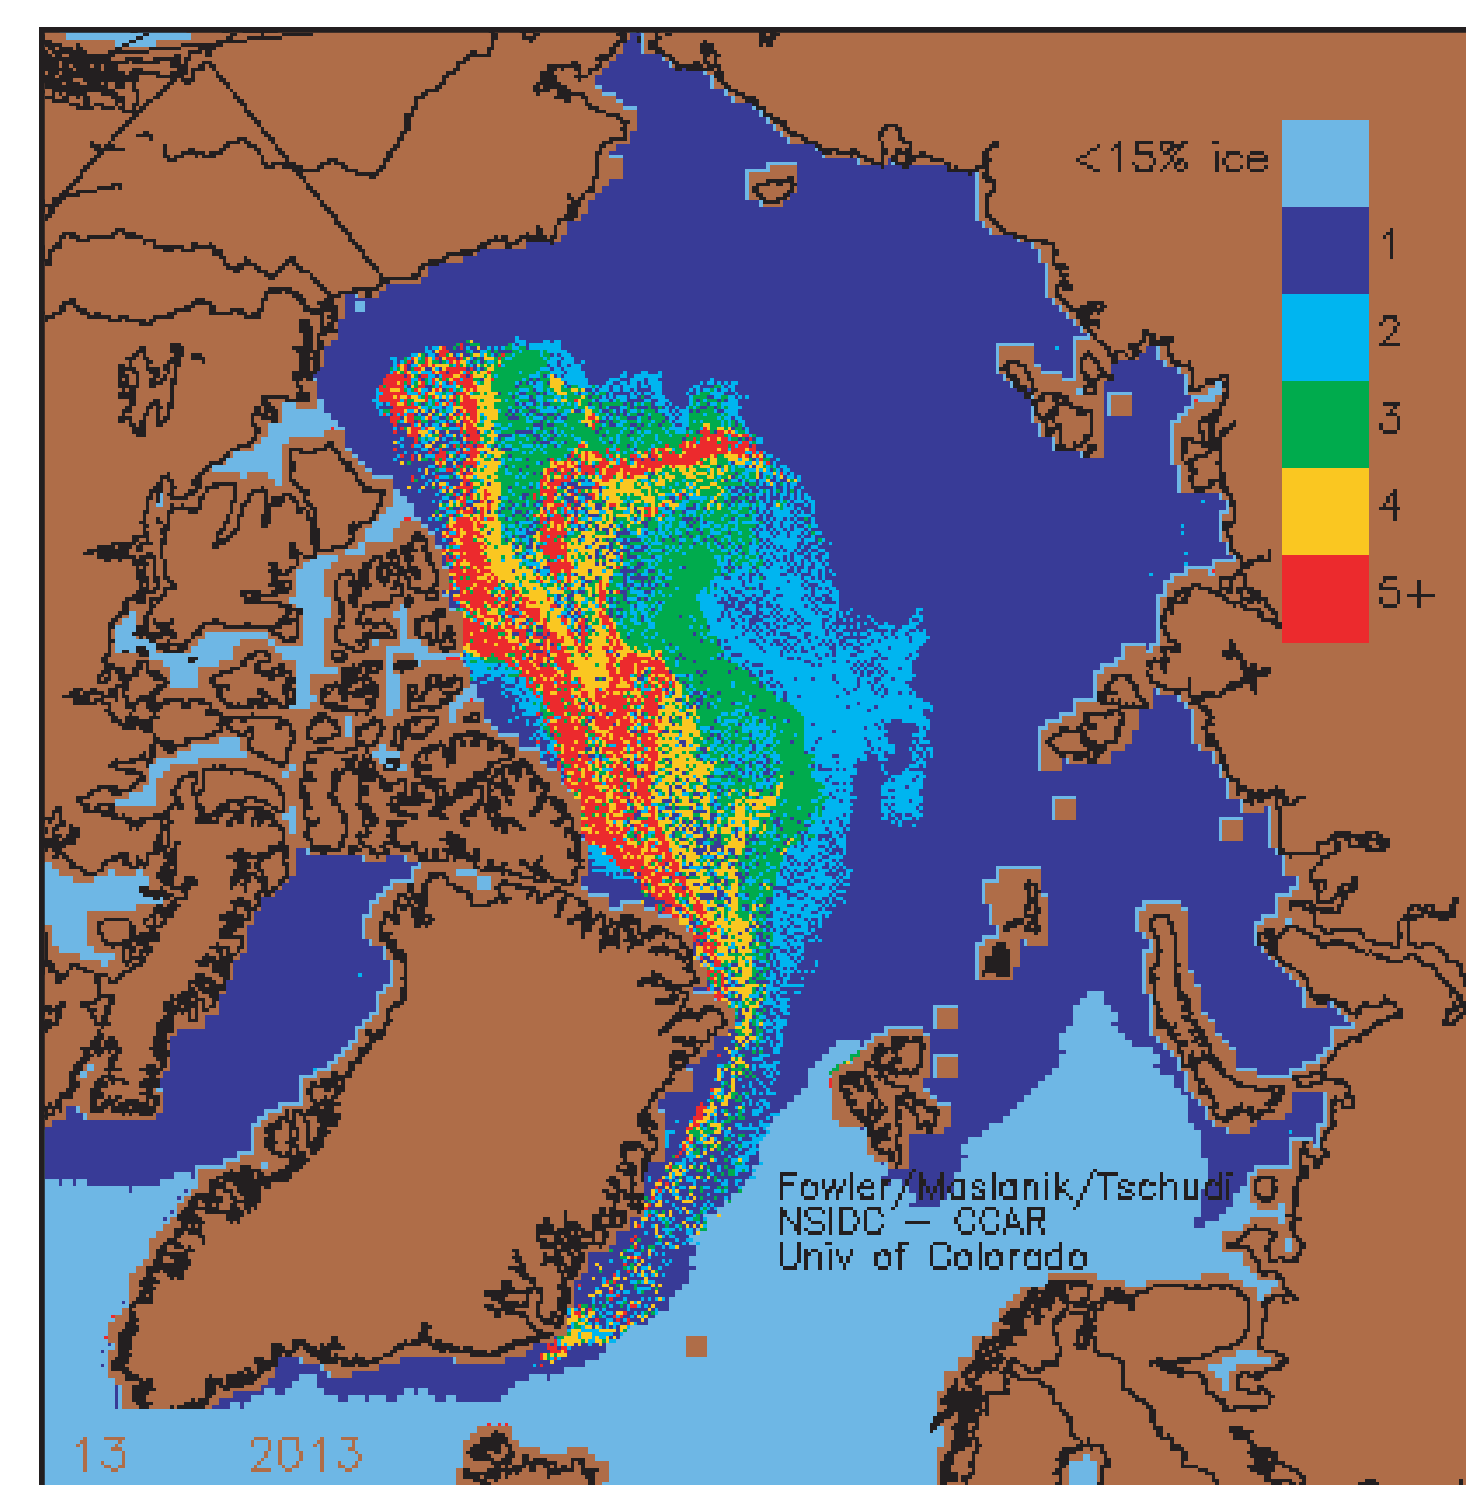 <15% ice
1
2
3
4
5+
Fowler/Maslanik/Tschudi
NSIDC – CCAR
Univ of Colorado
13 2013